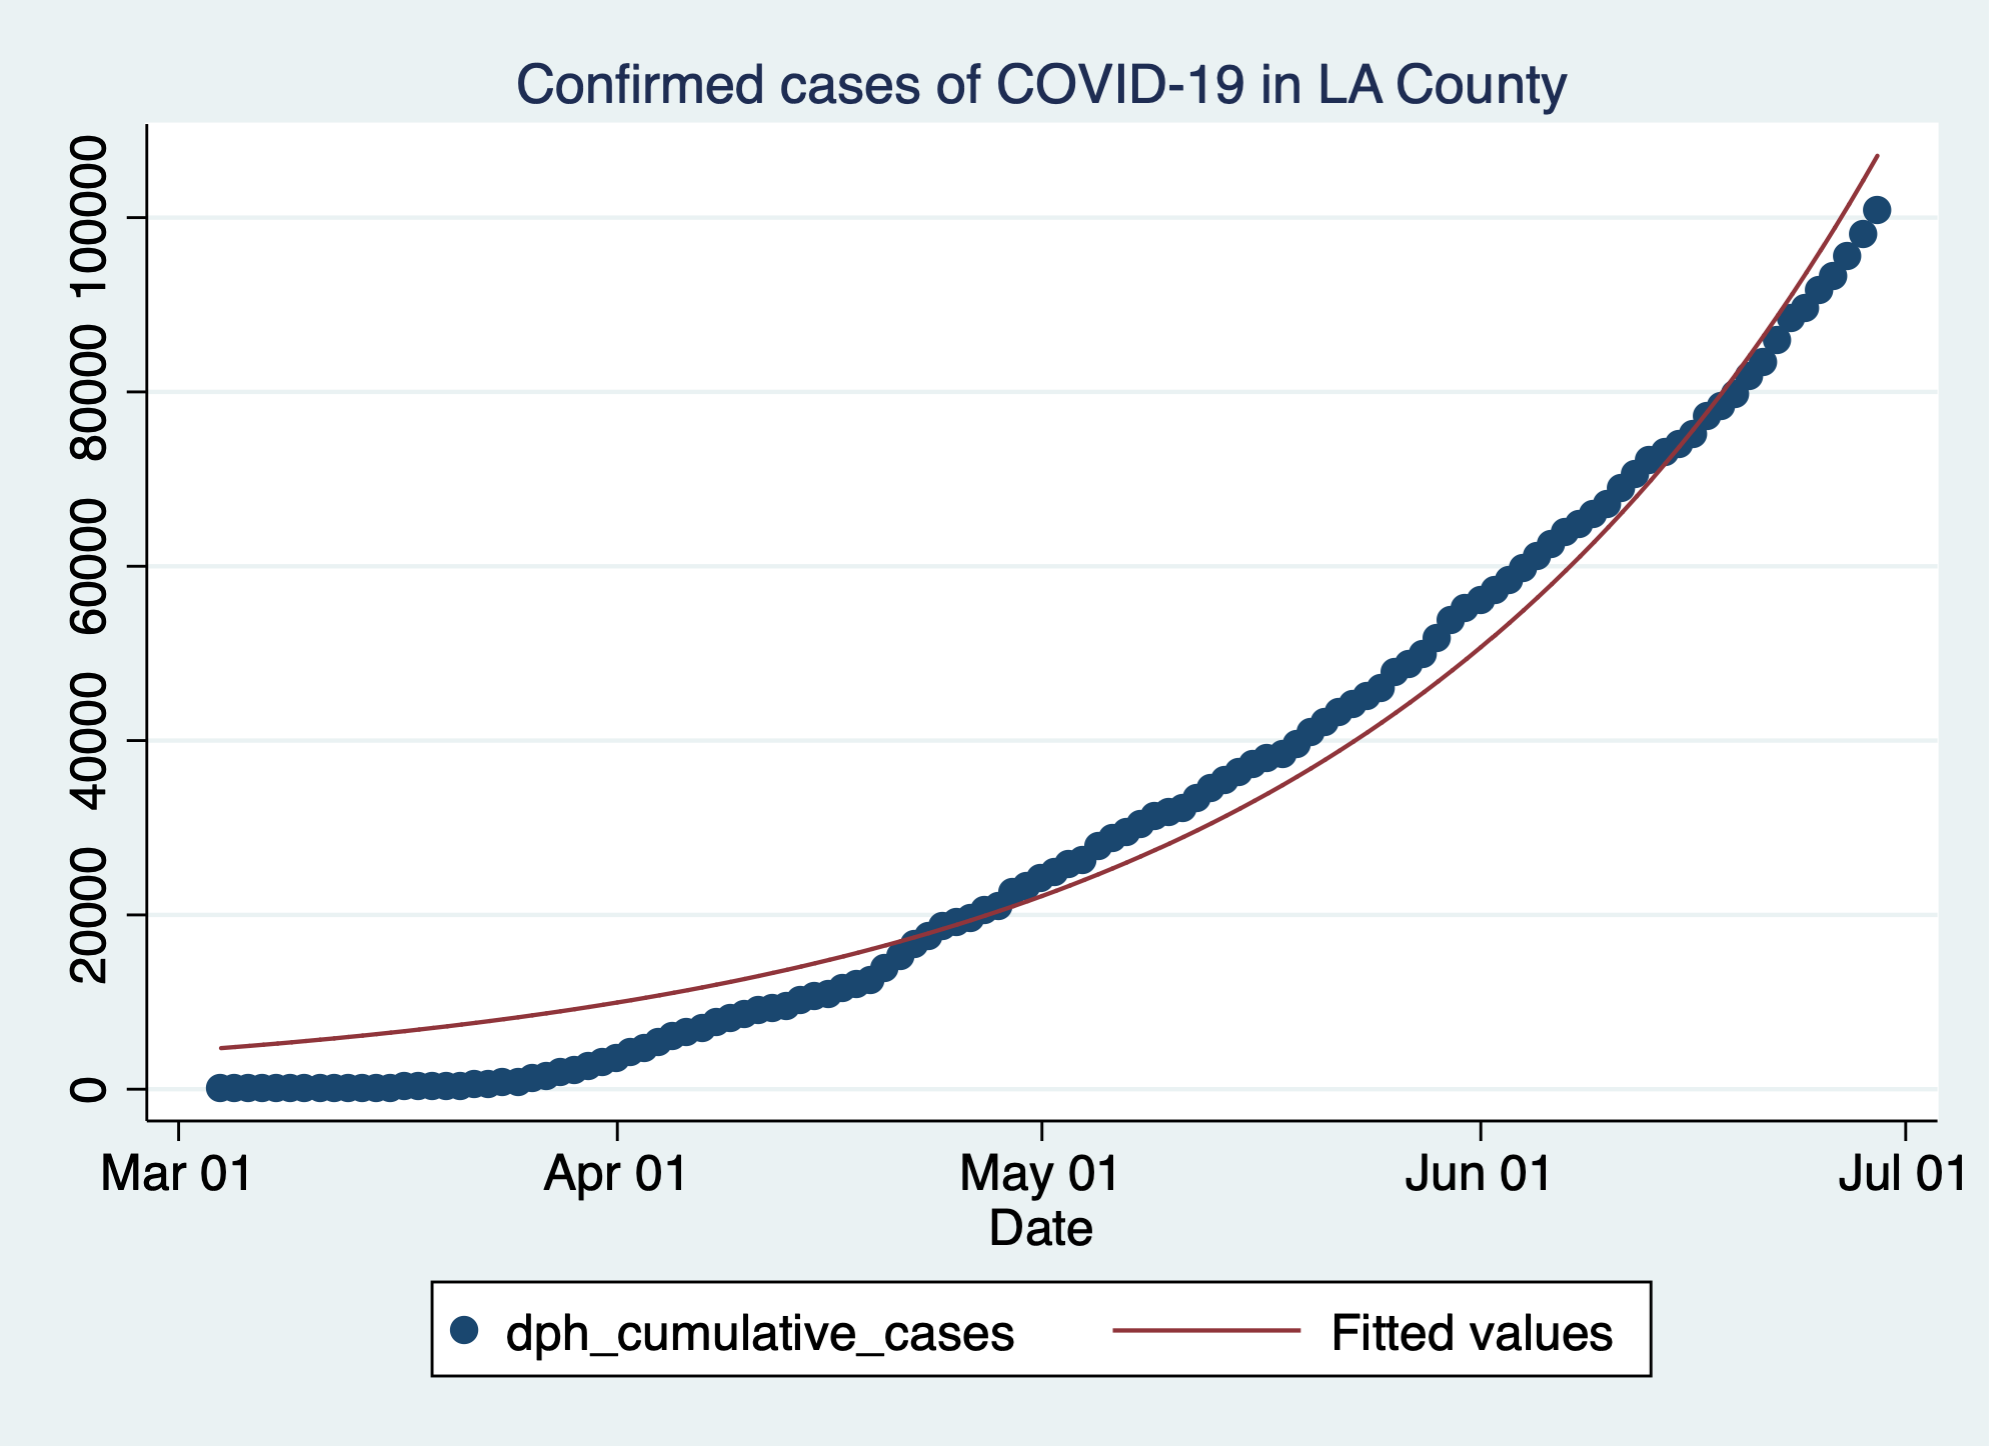 Confirmed cases of COVID-19 in LA County
100000
80000
60000
40000
20000
0
Mar 01 Apr 01 May 01 Jun 01 Jul 01
Date
dph_cumulative_cases Fitted values